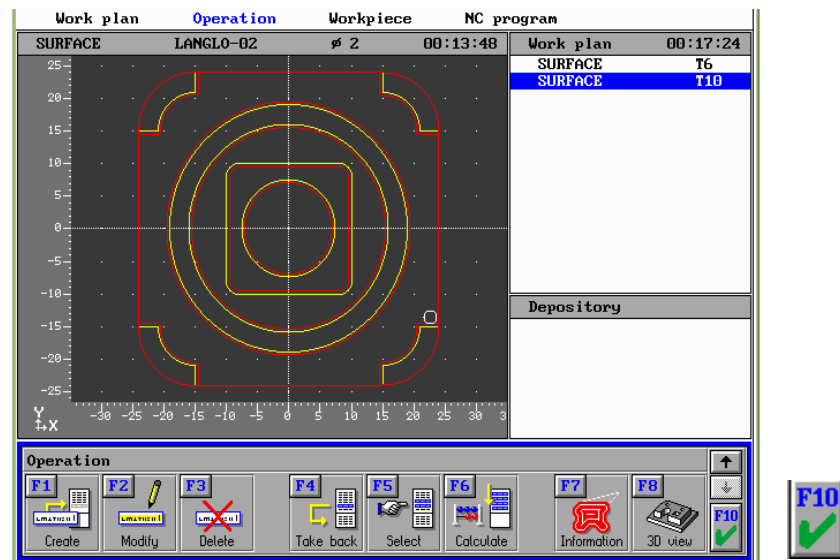 Work plan Operation Workpiece NC program
SURFACE LANGLO-02 ø 2 00:13:48 Work plan 00:17:24
SURFACE T6
SURFACE T10
25
20
15
10
5
0
-5
-10
-15
-20
-25
Y
X
-30 -25 -20 -15 -10 -5 0 5 10 15 20 25 30 3
Depository
Operation
F1 F2 F3 F4 F5 F6 F7 F8 F10
Create Modify Delete Take back Select Calculate Information 3D view
F10